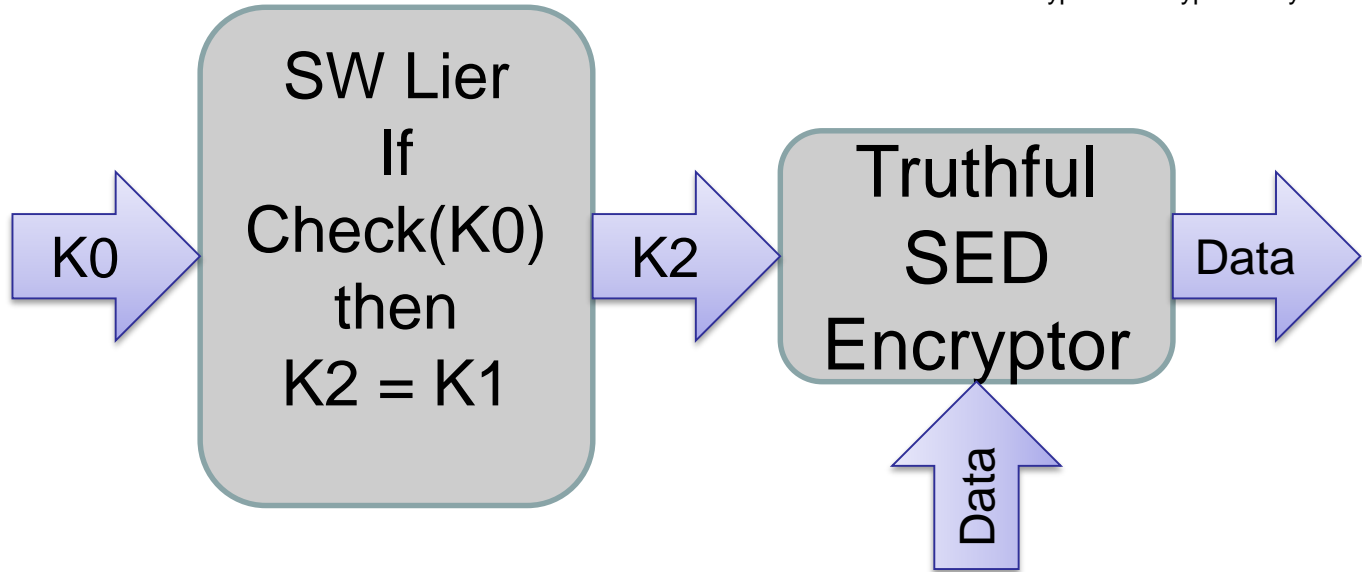 K0
SW Lier
If
Check(K0)
then
K2 = K1
K2
Truthful
SED
Encryptor
Data
Data